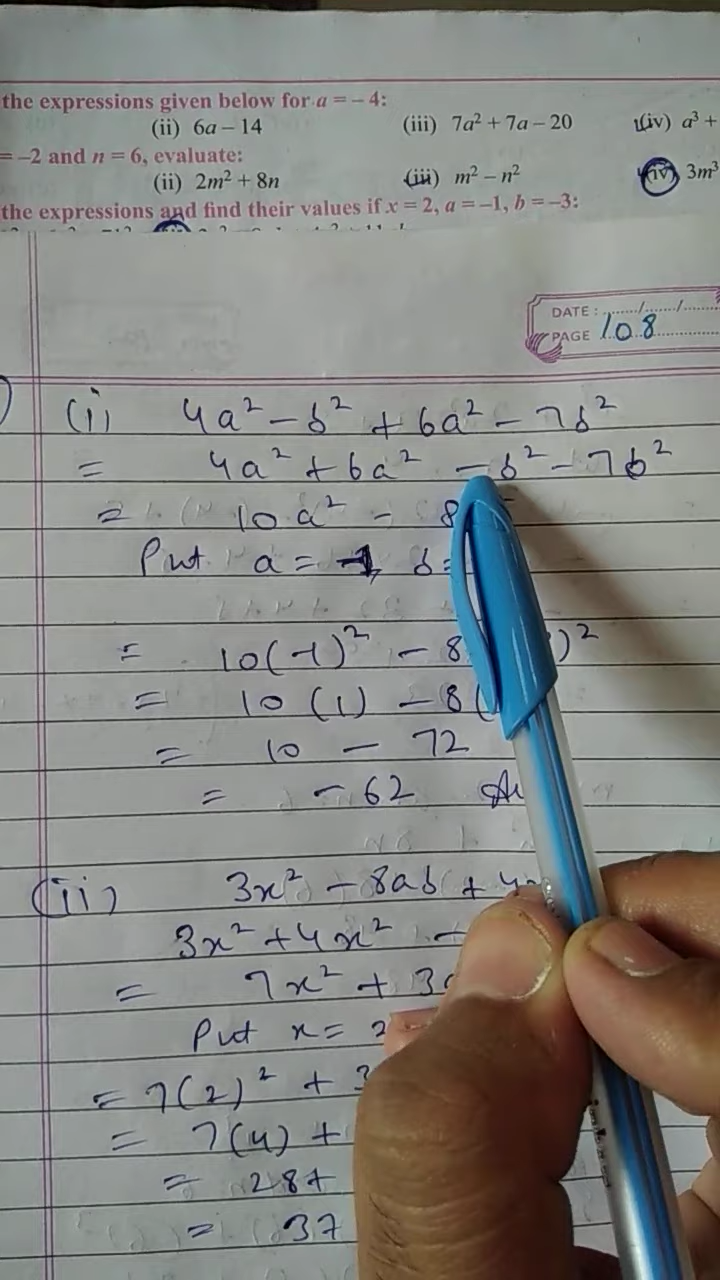 the expressions given below for a = – 4:
(ii) 6a – 14 (iii) 7a² + 7a – 20 (iv) a³ +
= –2 and n = 6, evaluate:
(ii) 2m² + 8n (iii) m² – n² (iv) 3m³
the expressions and find their values if x = 2, a = –1, b = –3:
DATE : ......./......./........
PAGE 108
(i) 4a² – b² + 6a² – 7b²
= 4a² + 6a² – b² – 7b²
= 10a² – 8
Put a = –1, b =
= 10(–1)² – 8 )²
= 10 (1) – 8(
= 10 – 72
= – 62
(ii) 3x² – 8ab + 4
3x² + 4x² –
= 7x² + 3
Put x = 2
= 7(2)² + 3
= 7(4) +
= 28+
= 37